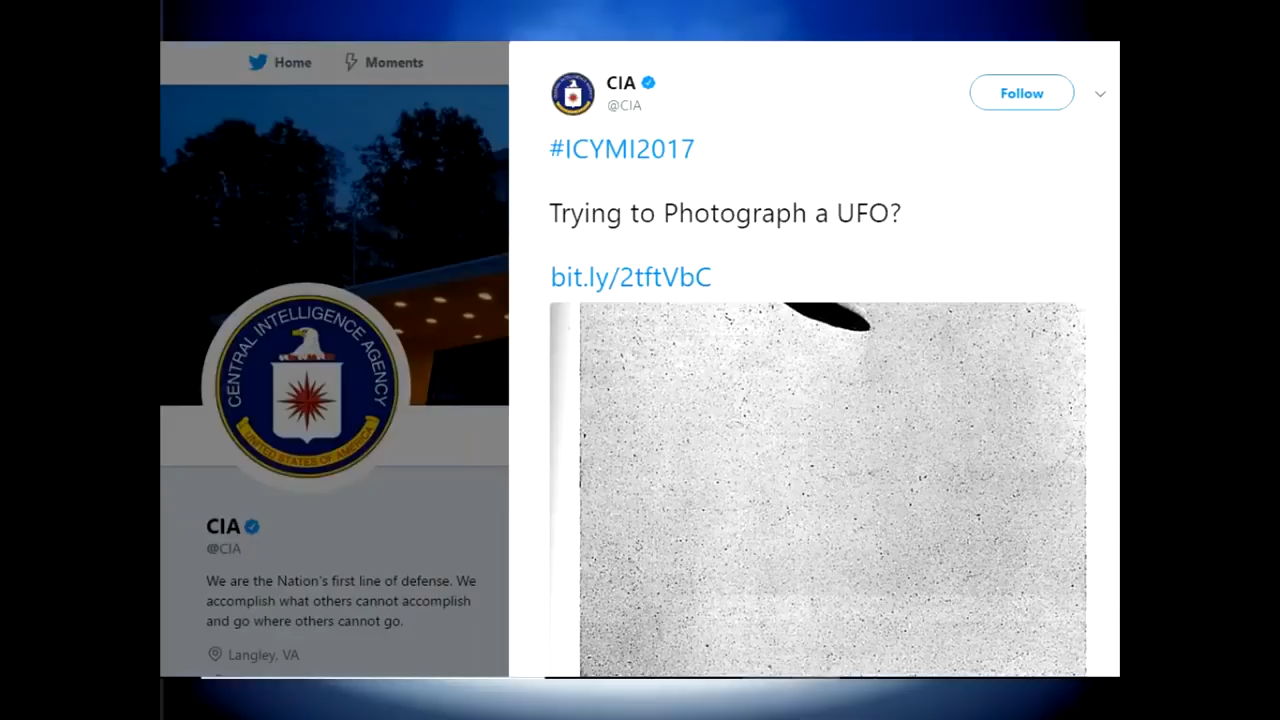 Home
Moments
CENTRAL INTELLIGENCE AGENCY
UNITED STATES OF AMERICA
CIA
@CIA
We are the Nation's first line of defense. We
accomplish what others cannot accomplish
and go where others cannot go.
Langley, VA
CIA
@CIA
Follow
#ICYMI2017
Trying to Photograph a UFO?
bit.ly/2tftVbC